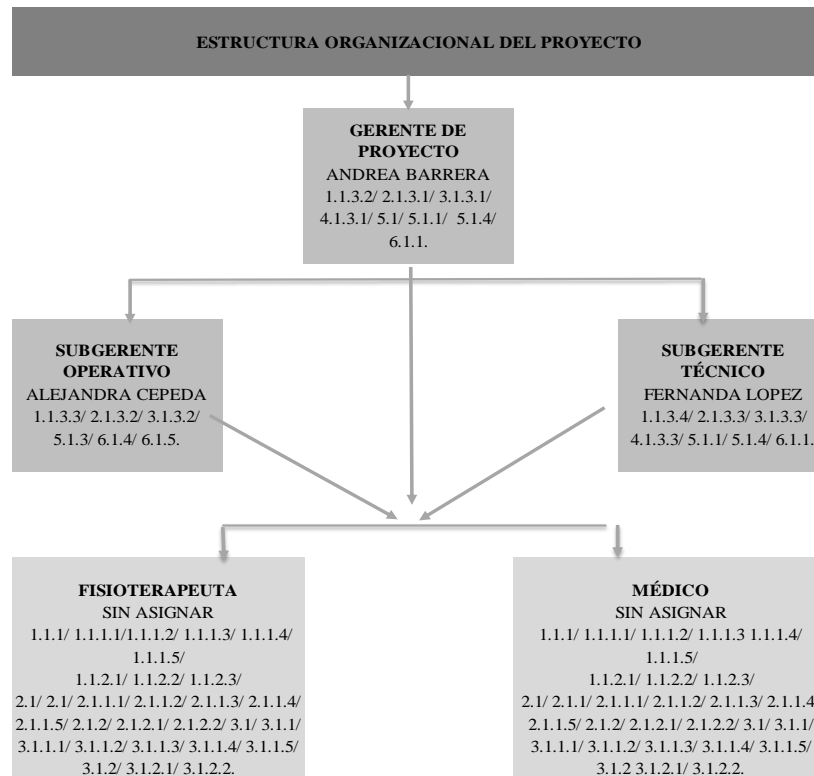 ESTRUCTURA ORGANIZACIONAL DEL PROYECTO
GERENTE DE
PROYECTO
ANDREA BARRERA
1.1.3.2/ 2.1.3.1/ 3.1.3.1/
4.1.3.1/ 5.1/ 5.1.1/ 5.1.4/
6.1.1.
SUBGERENTE
OPERATIVO
ALEJANDRA CEPEDA
1.1.3.3/ 2.1.3.2/ 3.1.3.2/
5.1.3/ 6.1.4/ 6.1.5.
SUBGERENTE
TÉCNICO
FERNANDA LOPEZ
1.1.3.4/ 2.1.3.3/ 3.1.3.3/
4.1.3.3/ 5.1.1/ 5.1.4/ 6.1.1.
FISIOTERAPEUTA
SIN ASIGNAR
1.1.1/ 1.1.1.1/1.1.1.2/ 1.1.1.3/ 1.1.1.4/
1.1.1.5/
1.1.2.1/ 1.1.2.2/ 1.1.2.3/
2.1/ 2.1/ 2.1.1.1/ 2.1.1.2/ 2.1.1.3/ 2.1.1.4/
2.1.1.5/ 2.1.2/ 2.1.2.1/ 2.1.2.2/ 3.1/ 3.1.1/
3.1.1.1/ 3.1.1.2/ 3.1.1.3/ 3.1.1.4/ 3.1.1.5/
3.1.2/ 3.1.2.1/ 3.1.2.2.
MÉDICO
SIN ASIGNAR
1.1.1/ 1.1.1.1/ 1.1.1.2/ 1.1.1.3 1.1.1.4/
1.1.1.5/
1.1.2.1/ 1.1.2.2/ 1.1.2.3/
2.1/ 2.1.1/ 2.1.1.1/ 2.1.1.2/ 2.1.1.3/ 2.1.1.4
2.1.1.5/ 2.1.2/ 2.1.2.1/ 2.1.2.2/ 3.1/ 3.1.1/
3.1.1.1/ 3.1.1.2/ 3.1.1.3/ 3.1.1.4/ 3.1.1.5/
3.1.2 3.1.2.1/ 3.1.2.2.